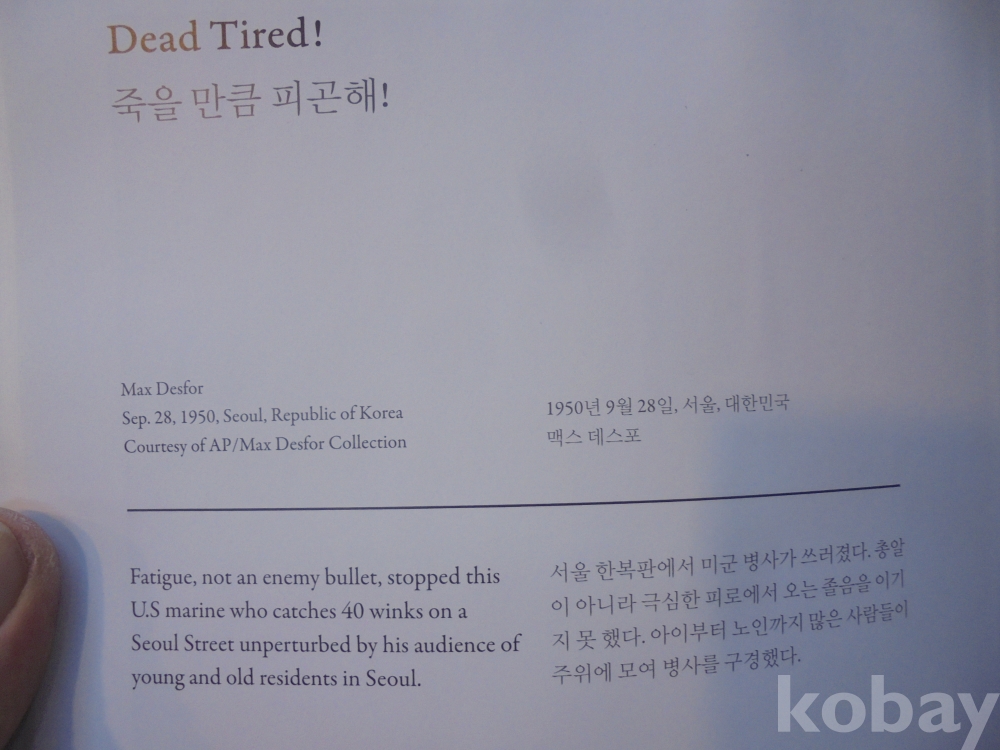 Dead Tired!
죽을 만큼 피곤해!
Max Desfor
Sep. 28, 1950, Seoul, Republic of Korea
Courtesy of AP/Max Desfor Collection
1950년 9월 28일, 서울, 대한민국
맥스 데스포
Fatigue, not an enemy bullet, stopped this
U.S marine who catches 40 winks on a
Seoul Street unperturbed by his audience of
young and old residents in Seoul.
서울 한복판에서 미군 병사가 쓰러졌다. 총알
이 아니라 극심한 피로에서 오는 졸음을 이기
지 못 했다. 아이부터 노인까지 많은 사람들이
주위에 모여 병사를 구경했다.
kobay